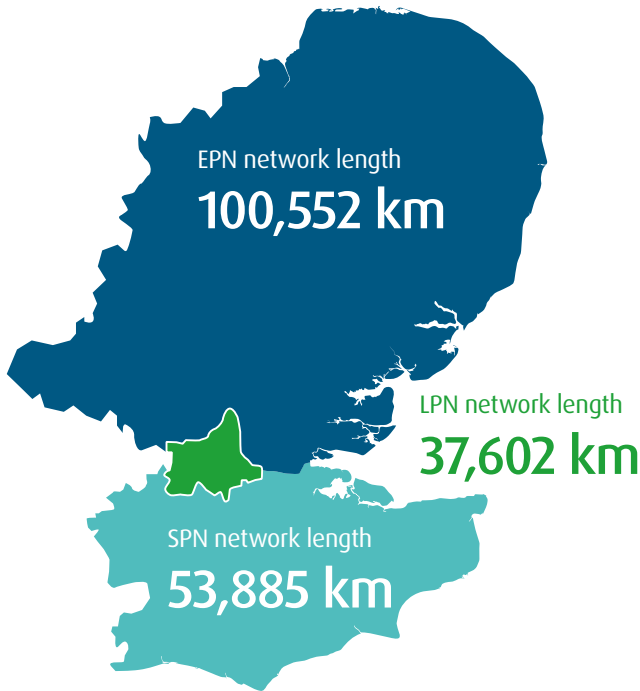 EPN network length
100,552 km
LPN network length
37,602 km
SPN network length
53,885 km